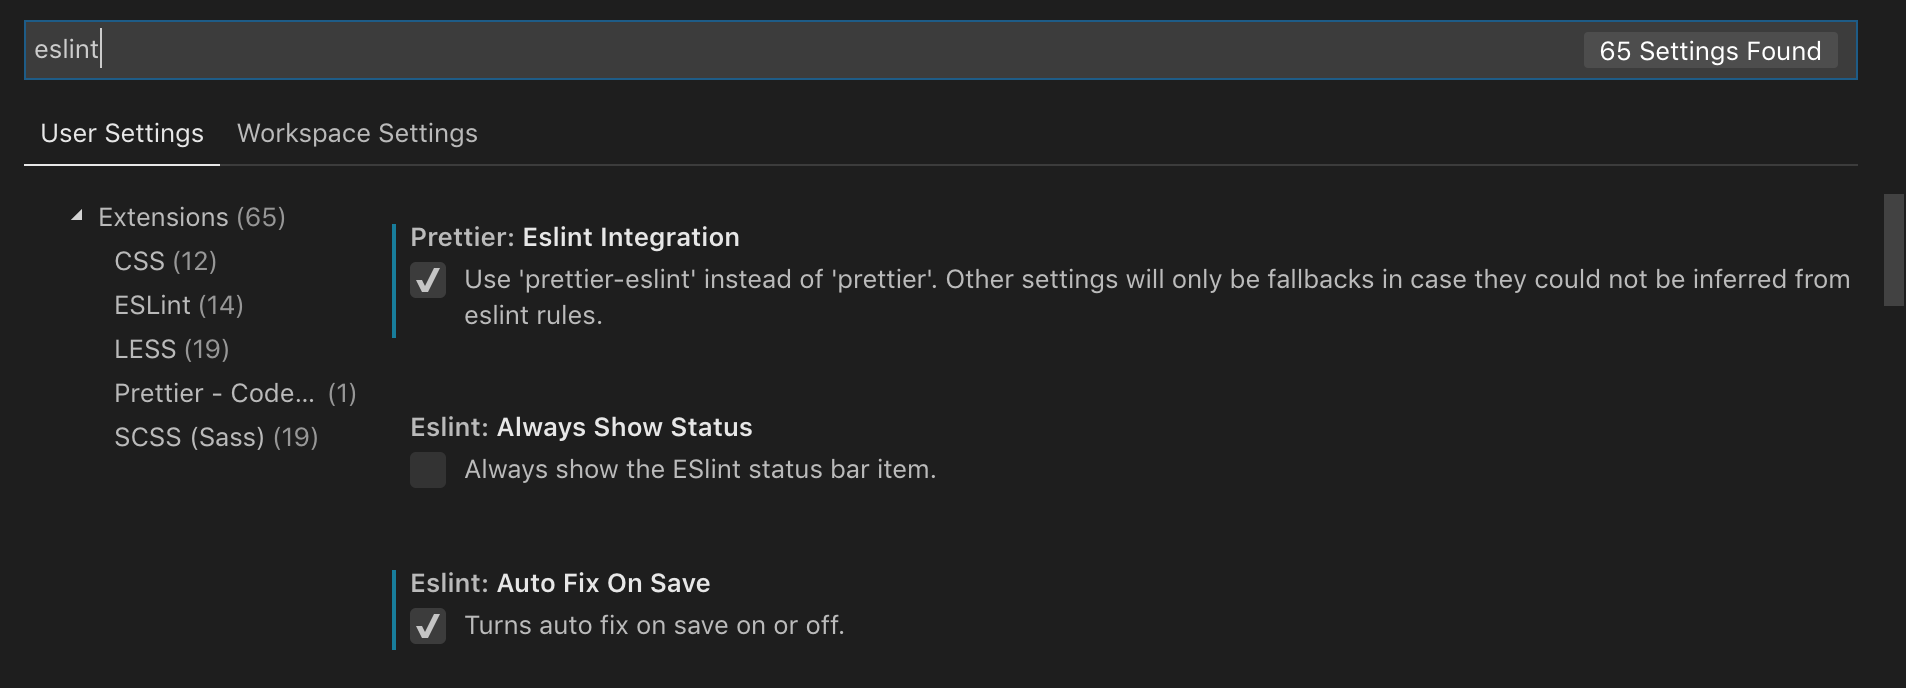 eslint
65 Settings Found
User Settings
Workspace Settings
Extensions (65)
CSS (12)
ESLint (14)
LESS (19)
Prettier - Code... (1)
SCSS (Sass) (19)
Prettier: Eslint Integration
Use 'prettier-eslint' instead of 'prettier'. Other settings will only be fallbacks in case they could not be inferred from
eslint rules.
Eslint: Always Show Status
Always show the ESlint status bar item.
Eslint: Auto Fix On Save
Turns auto fix on save on or off.